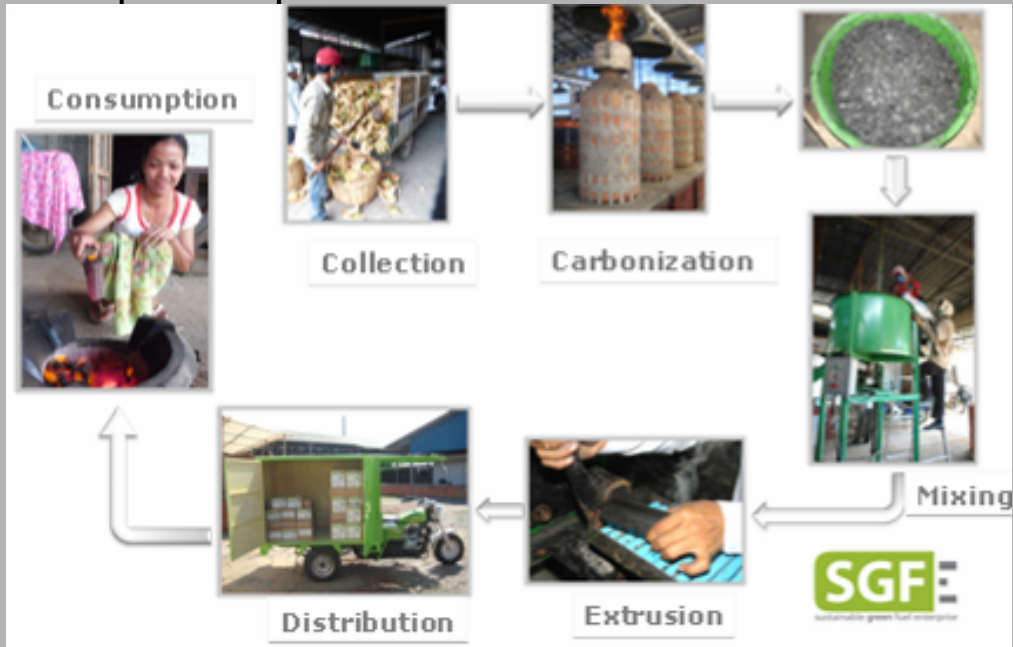 Consumption
Collection
Carbonization
Mixing
Extrusion
Distribution
SGFE
sustainable green fuel enterprise